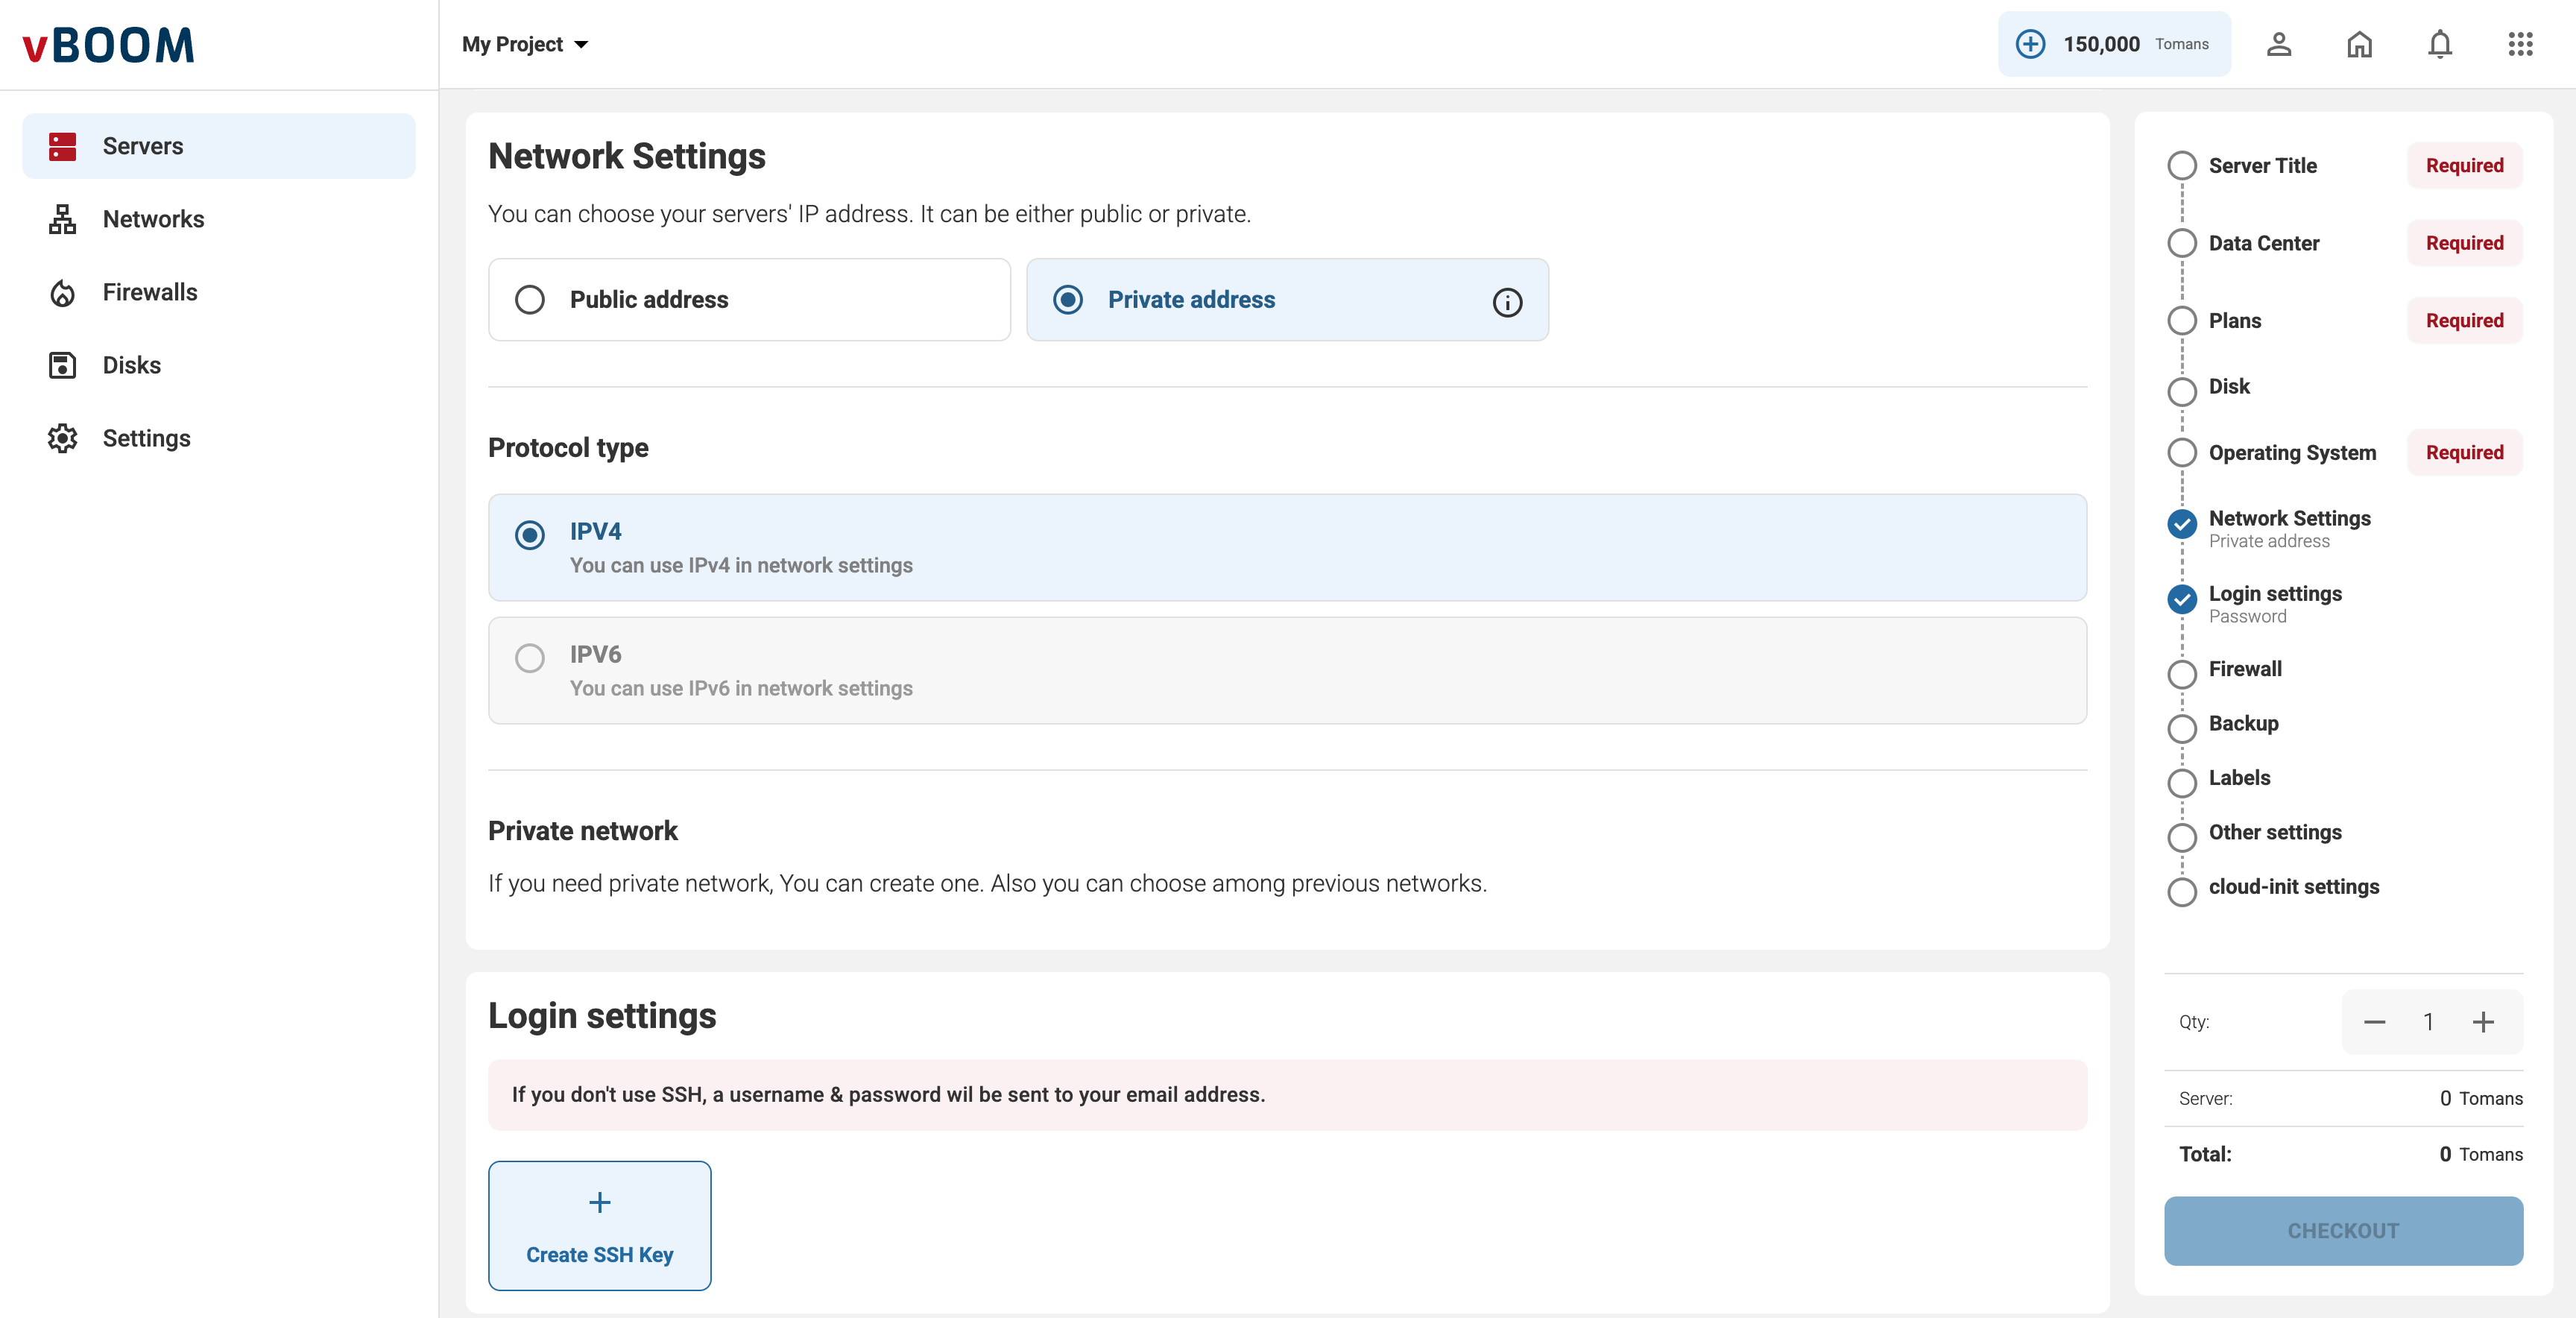 vBOOM
My Project
150,000 Tomans
Servers
Networks
Firewalls
Disks
Settings
Network Settings
You can choose your servers' IP address. It can be either public or private.
Public address
Private address
Protocol type
IPV4
You can use IPv4 in network settings
IPV6
You can use IPv6 in network settings
Private network
If you need private network, You can create one. Also you can choose among previous networks.
Login settings
If you don't use SSH, a username & password wil be sent to your email address.
Create SSH Key
Server Title Required
Data Center Required
Plans Required
Disk
Operating System Required
Network Settings
Private address
Login settings
Password
Firewall
Backup
Labels
Other settings
cloud-init settings
Qty: 1
Server: 0 Tomans
Total: 0 Tomans
CHECKOUT